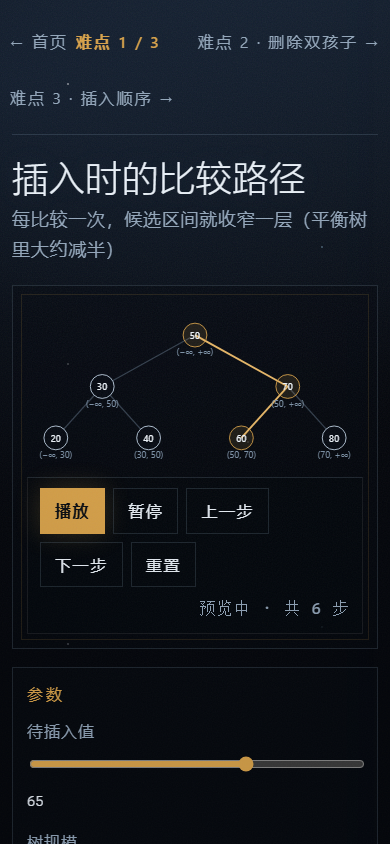 ← 首页 难点 1 / 3 难点 2 · 删除双孩子 →
难点 3 · 插入顺序 →
插入时的比较路径
每比较一次，候选区间就收窄一层（平衡树
里大约减半）
50
(−∞, +∞)
30 70
(−∞, 50) (50, +∞)
20 40 60 80
(−∞, 30) (30, 50) (50, 70) (70, +∞)
播放 暂停 上一步
下一步 重置
预览中 · 共 6 步
参数
待插入值
65
树规模